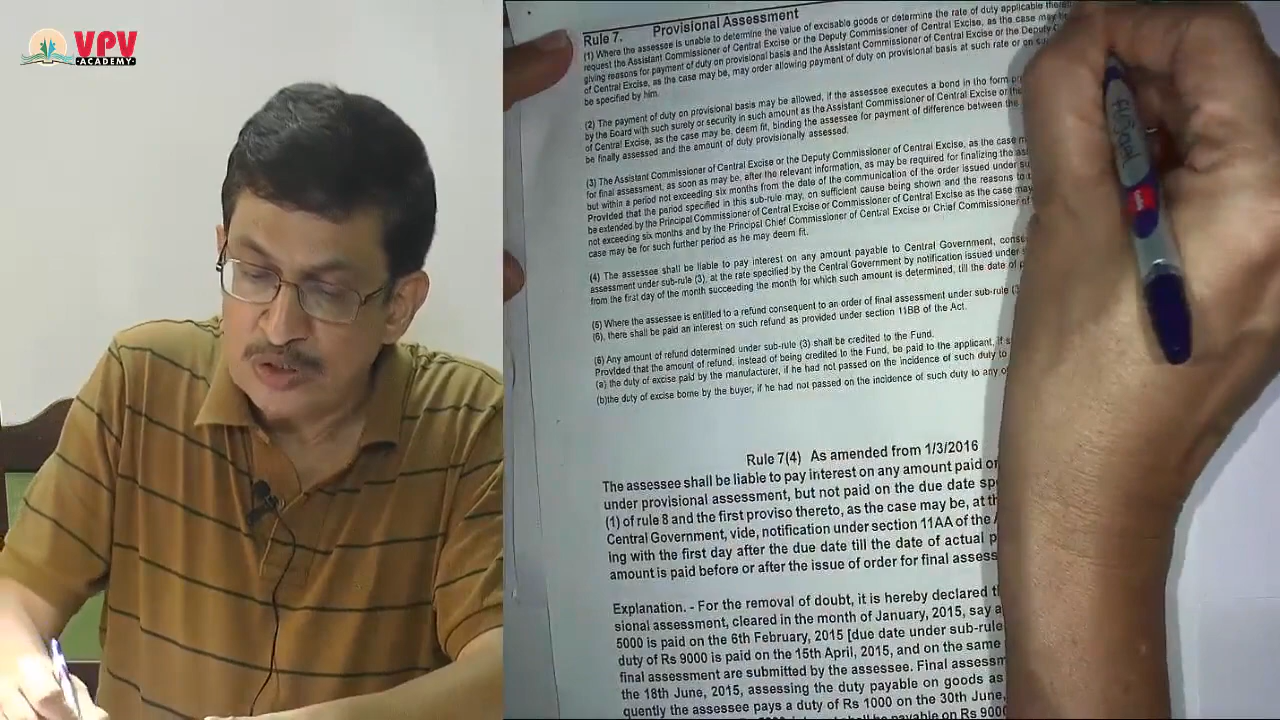 VPV
ACADEMY
Rule 7. Provisional Assessment
(1) Where the assessee is unable to determine the value of excisable goods or determine the rate of duty applicable
request the Assistant Commissioner of Central Excise or the Deputy Commissioner of Central Excise, as the case may
giving reasons for payment of duty on provisional basis and the Assistant Commissioner of Central Excise or the Deputy
of Central Excise, as the case may be, may order allowing payment of duty on provisional basis at such rate or on
be specified by him.
(2) The payment of duty on provisional basis may be allowed, if the assessee executes a bond in the form
by the Board with such surety or security in such amount as the Assistant Commissioner of Central Excise or the
of Central Excise, as the case may be, deem fit, binding the assessee for payment of difference between the
be finally assessed and the amount of duty provisionally assessed.
(3) The Assistant Commissioner of Central Excise or the Deputy Commissioner of Central Excise, as the case
for final assessment, as soon as may be, after the relevant information, as may be required for finalizing the
but within a period not exceeding six months from the date of the communication of the order issued under
Provided that the period specified in this sub-rule may, on sufficient cause being shown and the reasons to
be extended by the Principal Commissioner of Central Excise or Commissioner of Central Excise as the case may
not exceeding six months and by the Principal Chief Commissioner of Central Excise or Chief Commissioner of
case may be for such further period as he may deem fit.
(4) The assessee shall be liable to pay interest on any amount payable to Central Government,
assessment under sub-rule (3), at the rate specified by the Central Government by notification issued under
from the first day of the month succeeding the month for which such amount is determined, till the date of
(5) Where the assessee is entitled to a refund consequent to an order of final assessment under sub-rule (3
(6), there shall be paid an interest on such refund as provided under section 11BB of the Act.
(6) Any amount of refund determined under sub-rule (3) shall be credited to the Fund.
Provided that the amount of refund, instead of being credited to the Fund, be paid to the applicant, if
(a) the duty of excise paid by the manufacturer, if he had not passed on the incidence of such duty to
(b)the duty of excise borne by the buyer, if he had not passed on the incidence of such duty to any
Rule 7(4) As amended from 1/3/2016
The assessee shall be liable to pay interest on any amount paid or
under provisional assessment, but not paid on the due date
(1) of rule 8 and the first proviso thereto, as the case may be, at
Central Government, vide, notification under section 11AA of the
ing with the first day after the due date till the date of actual
amount is paid before or after the issue of order for final
Explanation. - For the removal of doubt, it is hereby declared
sional assessment, cleared in the month of January, 2015, say
5000 is paid on the 6th February, 2015 [due date under sub-rule
duty of Rs 9000 is paid on the 15th April, 2015, and on the same
final assessment are submitted by the assessee. Final
the 18th June, 2015, assessing the duty payable on goods as
quently the assessee pays a duty of Rs 1000 on the 30th June,
shall be payable on Rs 9000